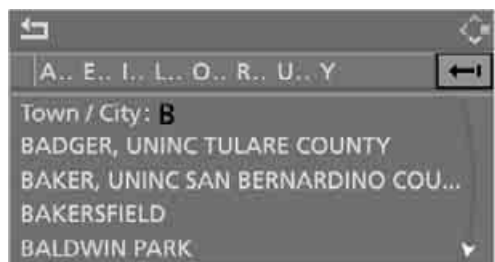 A.. E.. I.. L.. O.. R.. U.. Y
Town / City: B
BADGER, UNINC TULARE COUNTY
BAKER, UNINC SAN BERNARDINO COU...
BAKERSFIELD
BALDWIN PARK